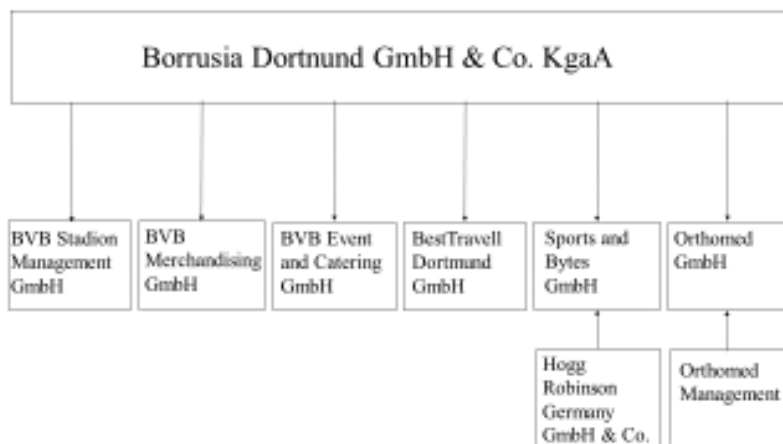 Borrusia Dortnund GmbH & Co. KgaA
BVB Stadion
Management
GmbH
BVB
Merchandising
GmbH
BVB Event
and Catering
GmbH
BestTravell
Dortmund
GmbH
Sports and
Bytes
GmbH
Orthomed
GmbH
Hogg
Robinson
Germany
GmbH & Co.
Orthomed
Management